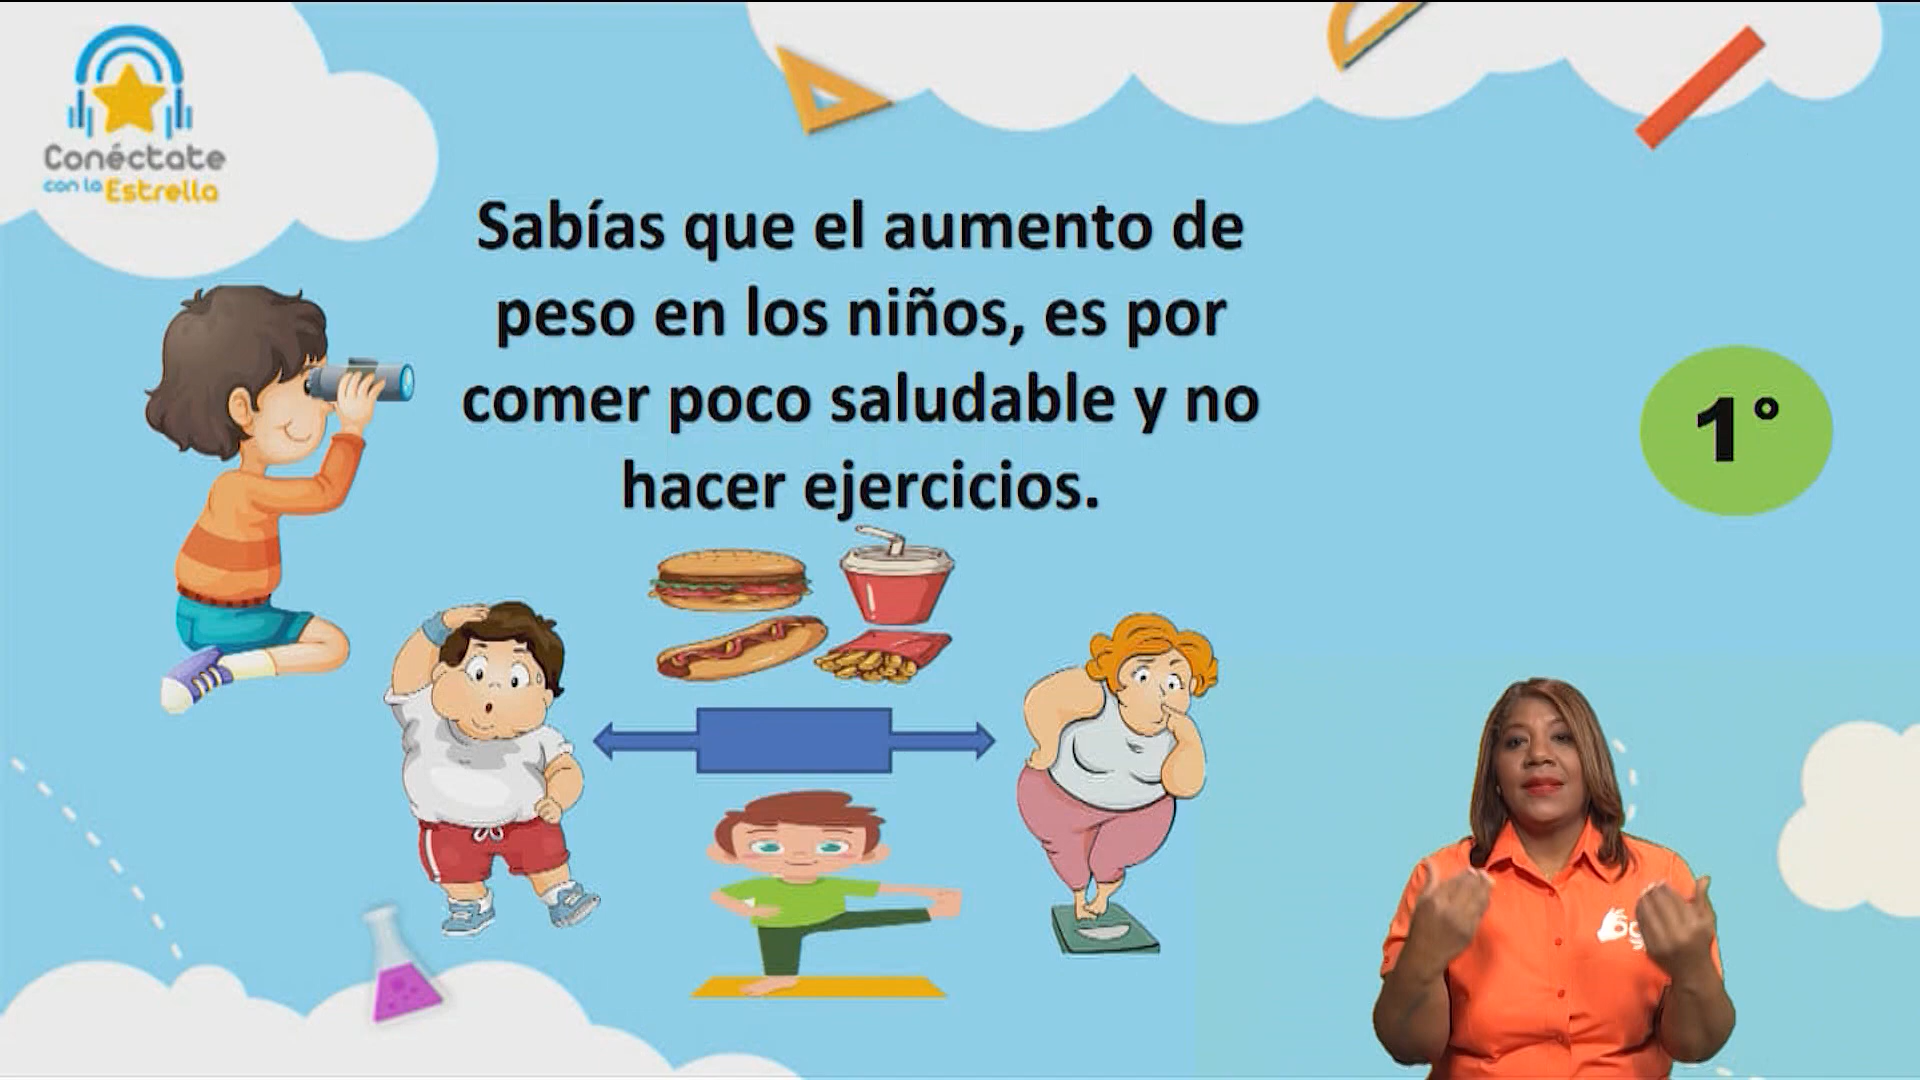 Conéctate
con la Estrella
Sabías que el aumento de
peso en los niños, es por
comer poco saludable y no
hacer ejercicios.
1°